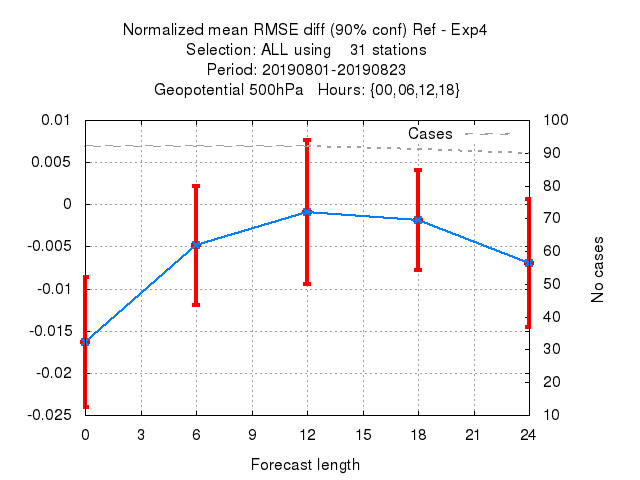 Normalized mean RMSE diff (90% conf) Ref - Exp4
Selection: ALL using    31 stations
Period: 20190801-20190823
Geopotential 500hPa   Hours: {00,06,12,18}
Cases
0.01
0.005
0
-0.005
-0.01
-0.015
-0.02
-0.025
100
90
80
70
60
50
40
30
20
10
No cases
0 3 6 9 12 15 18 21 24
Forecast length